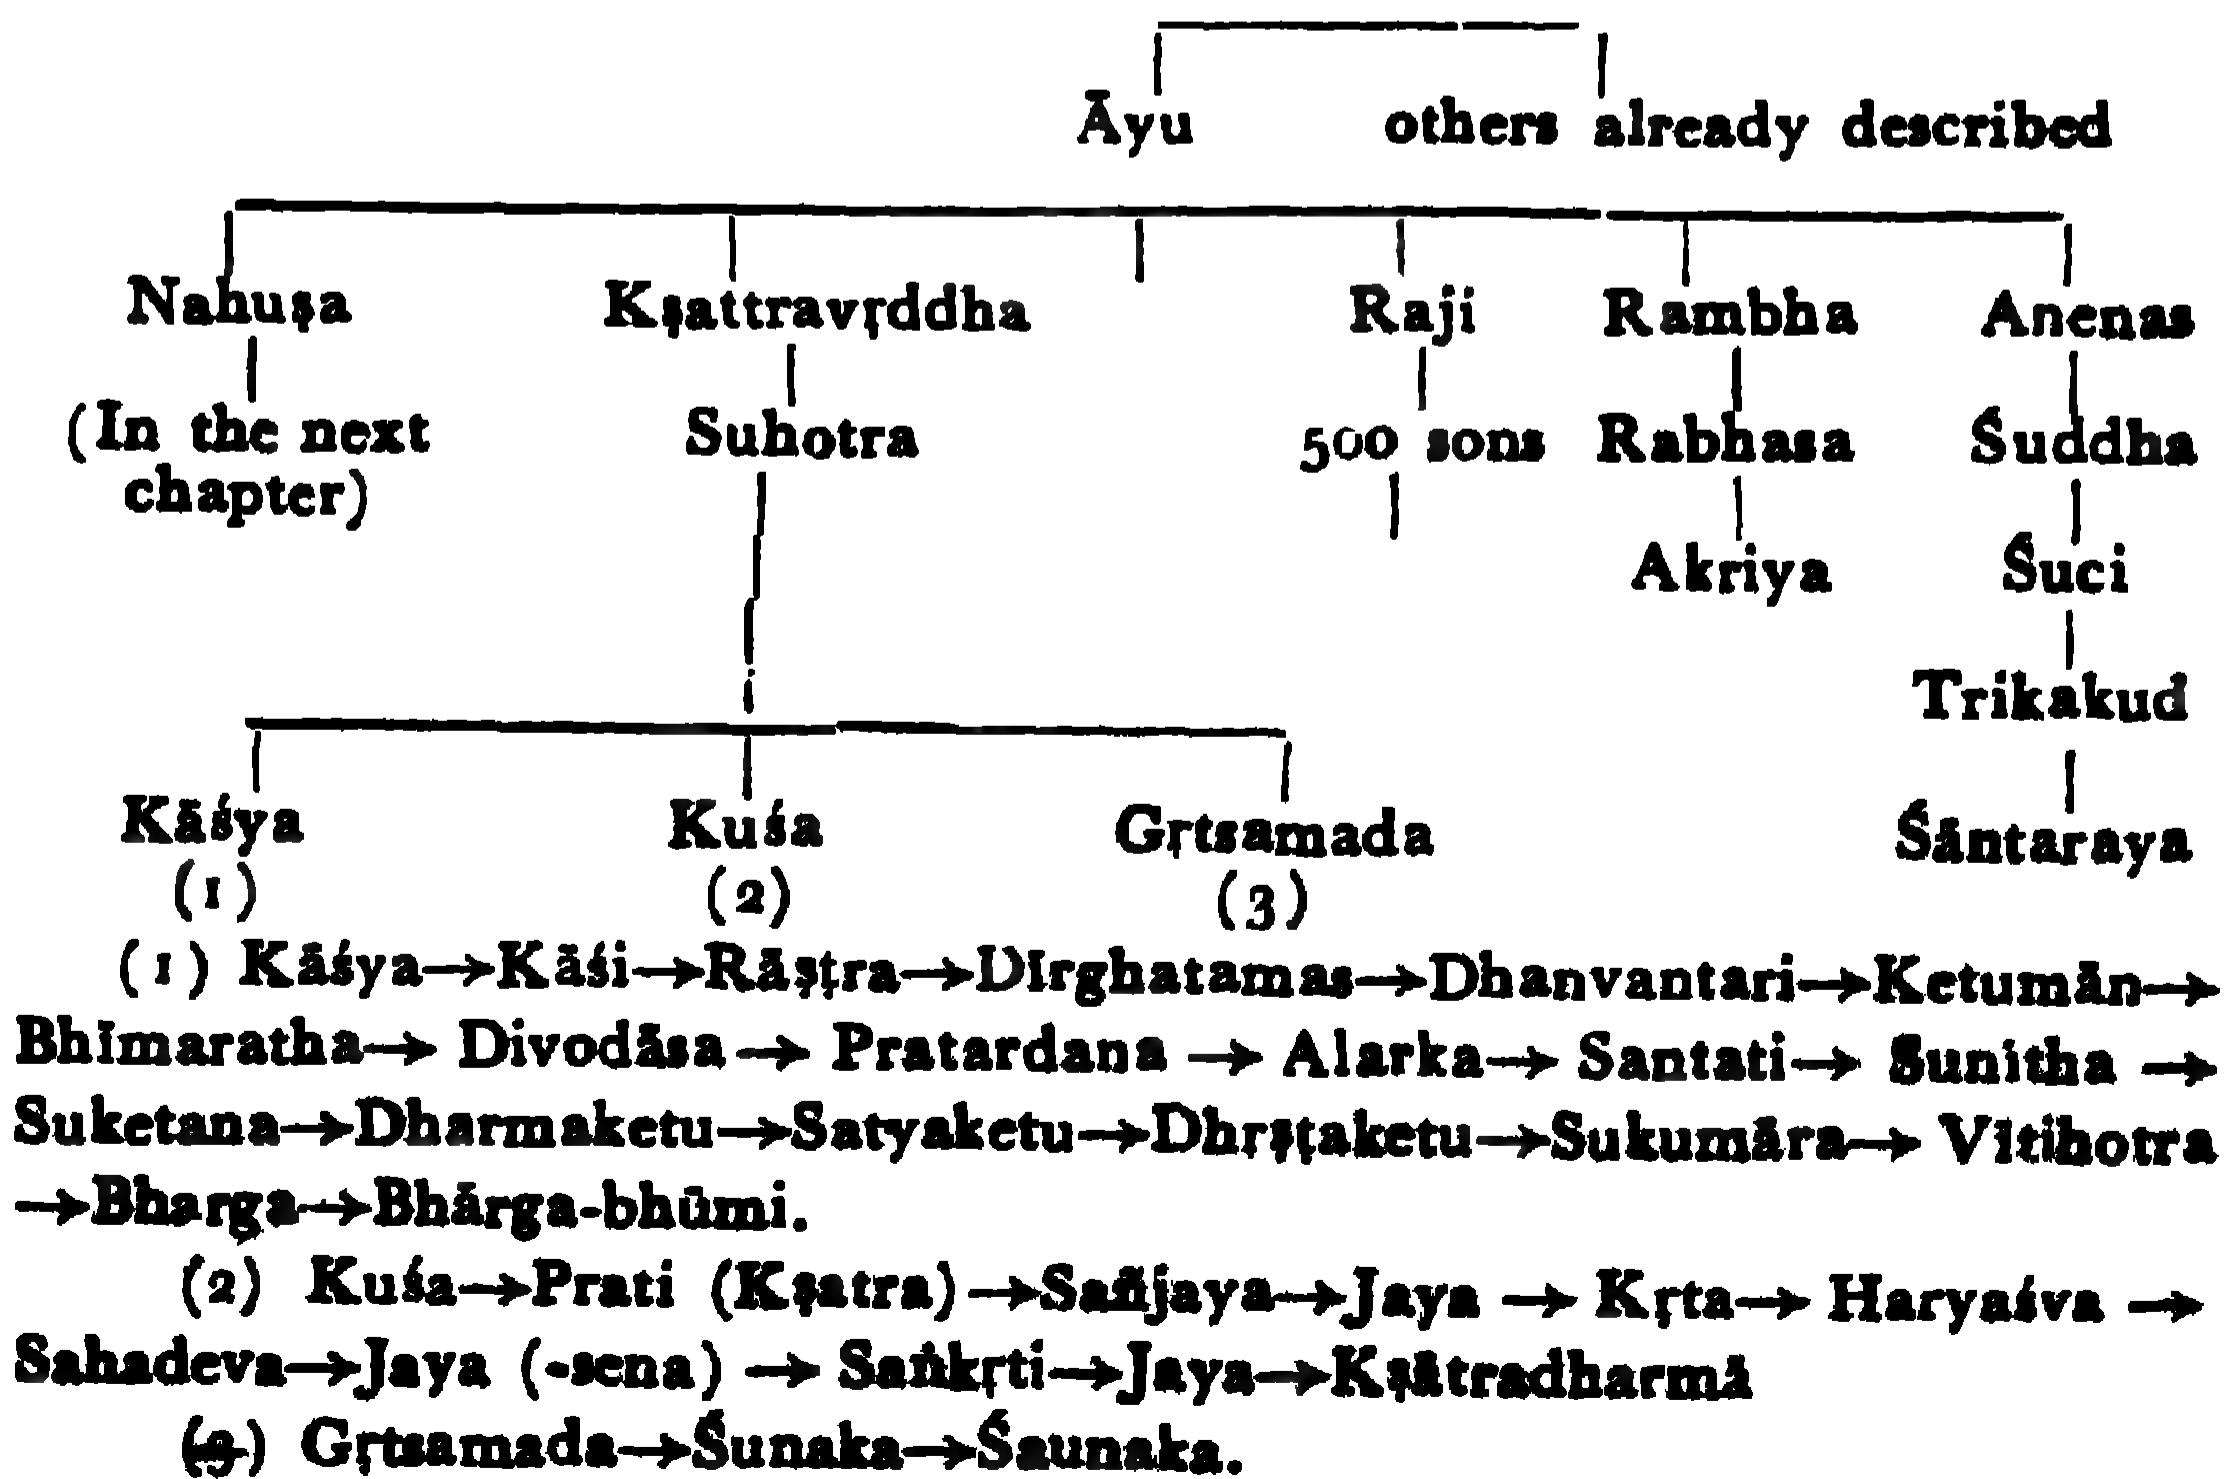 Āyu others already described
Nahuṣa Kṣattravṛddha Raji Rambha Anenas
(In the next Suhotra 500 sons Rabhasa Śuddha
chapter)
Akriya Śuci
Trikakud
Kāśya Kuśa Gṛtsamada Śāntaraya
(1) (2) (3)
(1) Kāśya→Kāśi→Rāṣṭra→Dīrghatamas→Dhanvantari→Ketumān→
Bhīmaratha→ Divodāsa → Pratardana → Alarka→ Santati→ Sunītha →
Suketana→Dharmaketu→Satyaketu→Dhṛṣṭaketu→Sukumāra→ Vītihotra
→Bharga→Bhārga-bhūmi.
(2) Kuśa→Prati (Kṣatra)→Sañjaya→Jaya → Kṛta→ Haryaśva →
Sahadeva→Jaya (-sena) → Saṅkṛti→Jaya→Kṣātradharmā
(3) Gṛtsamada→Śunaka→Śaunaka.